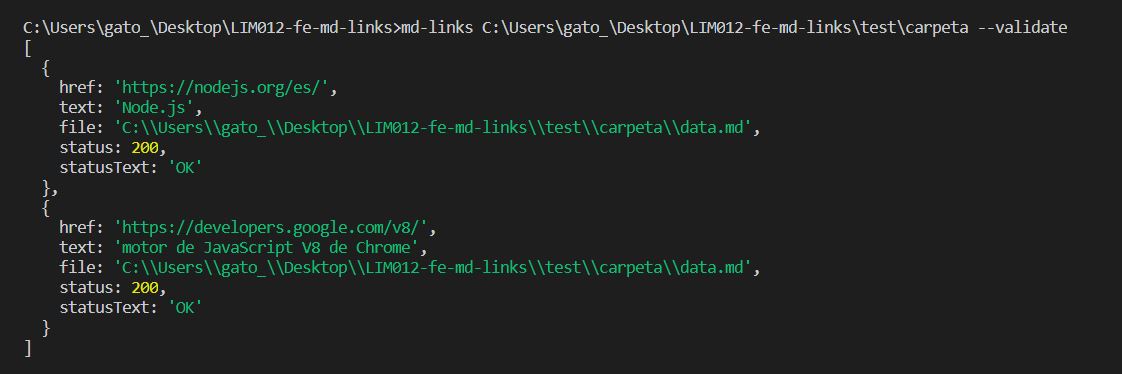 C:\Users\gato_\Desktop\LIM012-fe-md-links>md-links C:\Users\gato_\Desktop\LIM012-fe-md-links\test\carpeta --validate
[
  {
    href: 'https://nodejs.org/es/',
    text: 'Node.js',
    file: 'C:\\Users\\gato_\\Desktop\\LIM012-fe-md-links\\test\\carpeta\\data.md',
    status: 200,
    statusText: 'OK'
  },
  {
    href: 'https://developers.google.com/v8/',
    text: 'motor de JavaScript V8 de Chrome',
    file: 'C:\\Users\\gato_\\Desktop\\LIM012-fe-md-links\\test\\carpeta\\data.md',
    status: 200,
    statusText: 'OK'
  }
]